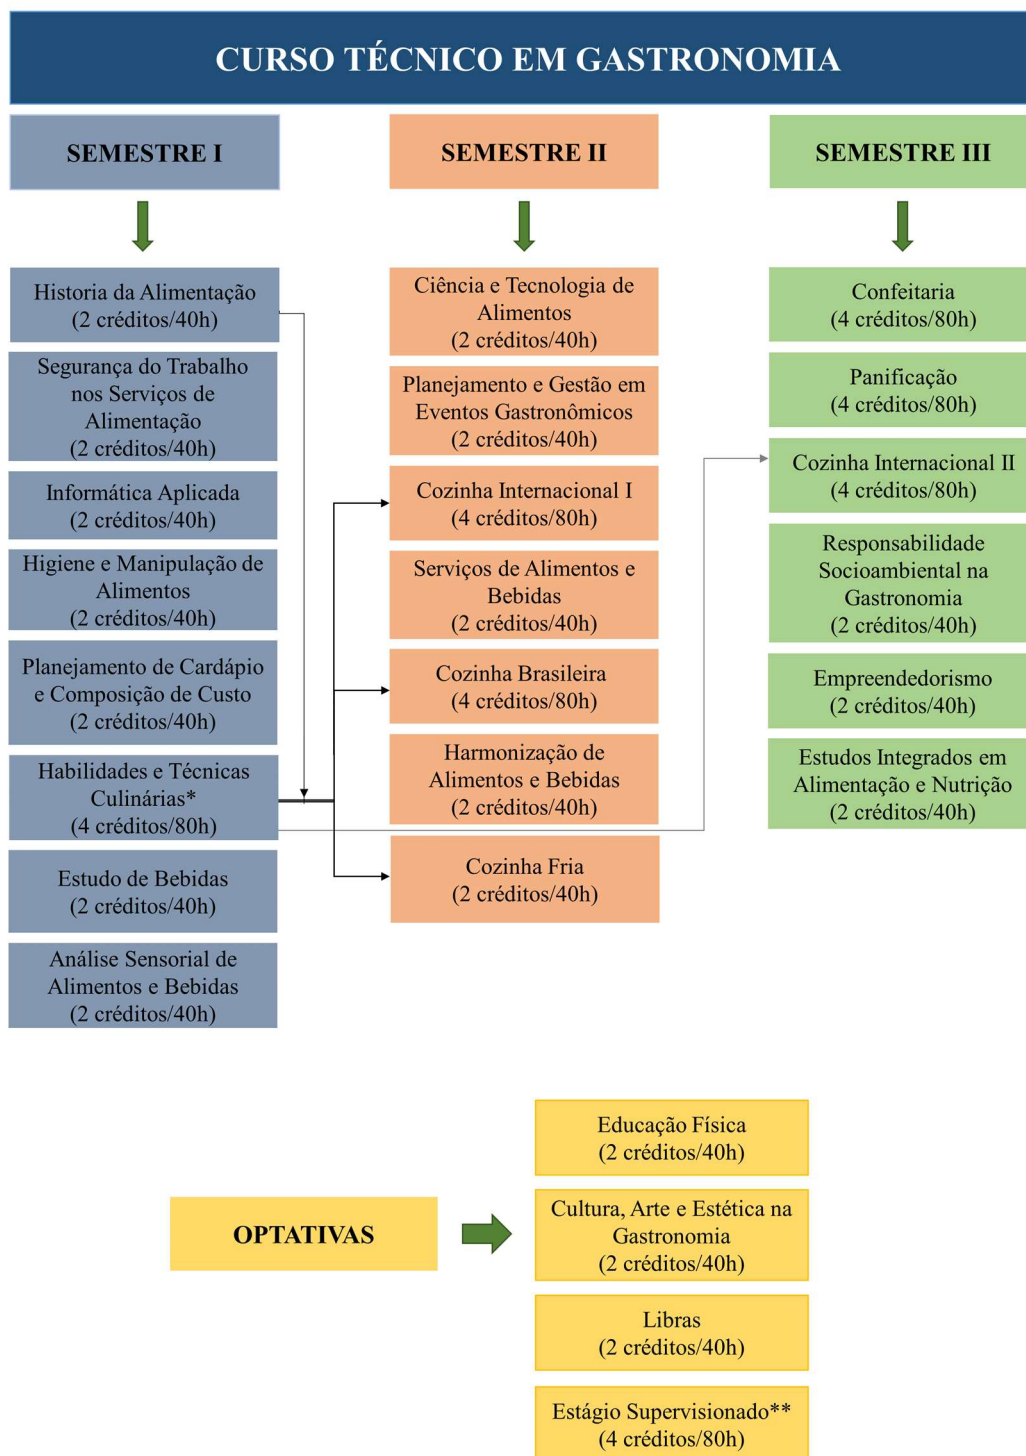 CURSO TÉCNICO EM GASTRONOMIA
SEMESTRE I
Historia da Alimentação
(2 créditos/40h)
Segurança do Trabalho
nos Serviços de
Alimentação
(2 créditos/40h)
Informática Aplicada
(2 créditos/40h)
Higiene e Manipulação de
Alimentos
(2 créditos/40h)
Planejamento de Cardápio
e Composição de Custo
(2 créditos/40h)
Habilidades e Técnicas
Culinárias*
(4 créditos/80h)
Estudo de Bebidas
(2 créditos/40h)
Análise Sensorial de
Alimentos e Bebidas
(2 créditos/40h)
SEMESTRE II
Ciência e Tecnologia de
Alimentos
(2 créditos/40h)
Planejamento e Gestão em
Eventos Gastronômicos
(2 créditos/40h)
Cozinha Internacional I
(4 créditos/80h)
Serviços de Alimentos e
Bebidas
(2 créditos/40h)
Cozinha Brasileira
(4 créditos/80h)
Harmonização de
Alimentos e Bebidas
(2 créditos/40h)
Cozinha Fria
(2 créditos/40h)
SEMESTRE III
Confeitaria
(4 créditos/80h)
Panificação
(4 créditos/80h)
Cozinha Internacional II
(4 créditos/80h)
Responsabilidade
Socioambiental na
Gastronomia
(2 créditos/40h)
Empreendedorismo
(2 créditos/40h)
Estudos Integrados em
Alimentação e Nutrição
(2 créditos/40h)
OPTATIVAS
Educação Física
(2 créditos/40h)
Cultura, Arte e Estética na
Gastronomia
(2 créditos/40h)
Libras
(2 créditos/40h)
Estágio Supervisionado**
(4 créditos/80h)